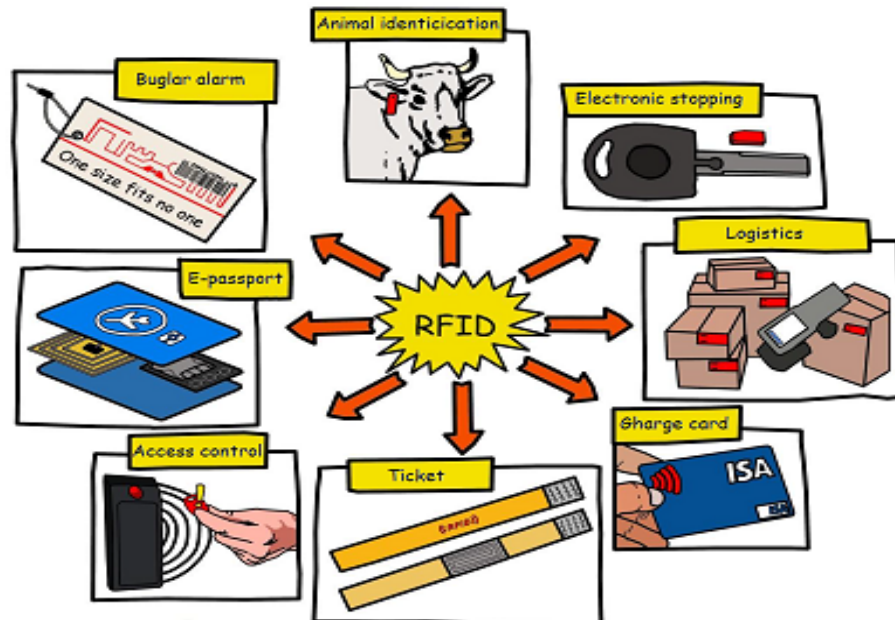 Animal identicication
Buglar alarm
One size fits no one
Electronic stopping
Logistics
E-passport
RFID
Gharge card
ISA
Access control
Ticket